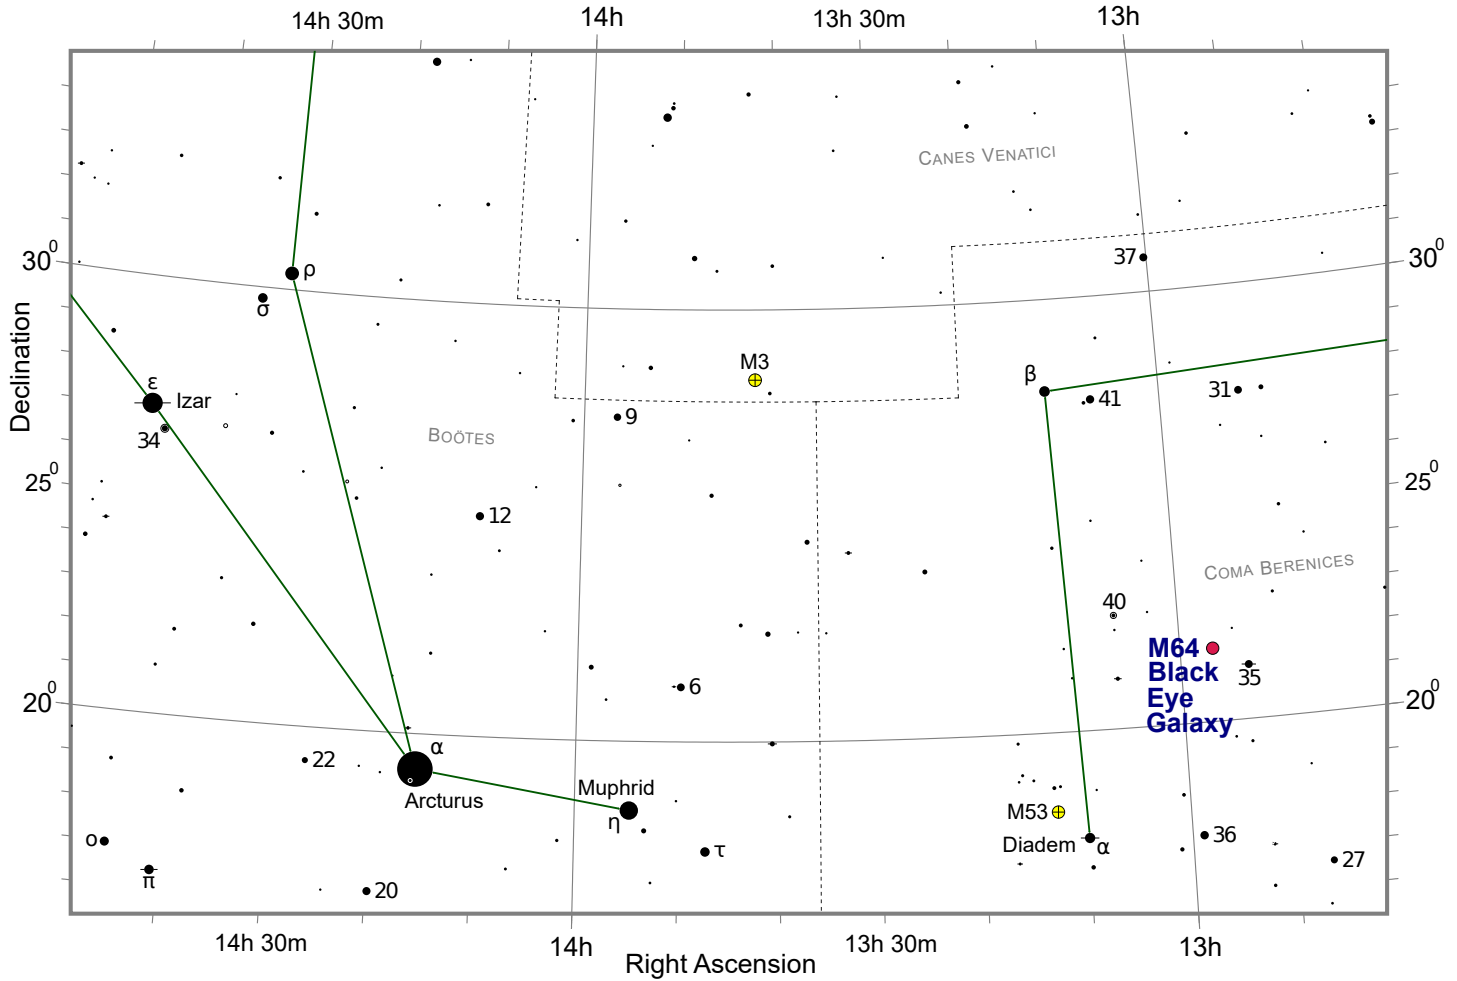 14h 30m
14h
13h 30m
13h
CANES VENATICI
30⁰
37
30⁰
ρ
σ
M3
Declination
ε
Izar
β
41
31
34
9
BOÖTES
25⁰
25⁰
12
COMA BERENICES
40
M64
Black
Eye
Galaxy
35
6
20⁰
20⁰
α
22
Arcturus
Muphrid
η
M53
Diadem
α
36
ο
τ
27
π
20
14h 30m
14h
13h 30m
13h
Right Ascension